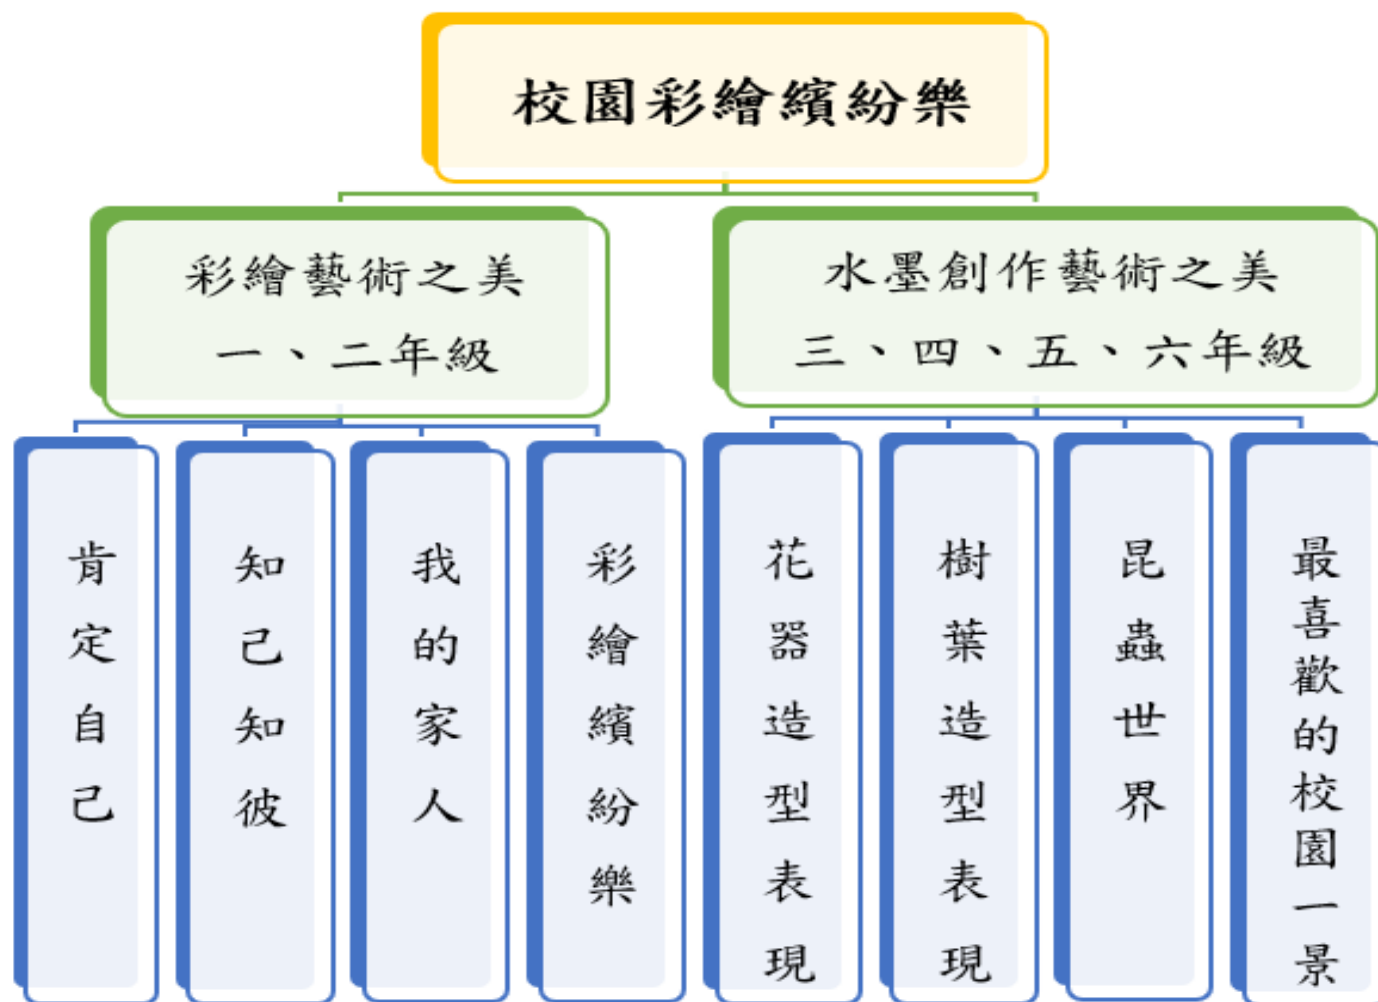 校園彩繪繽紛樂
彩繪藝術之美
一、二年級
水墨創作藝術之美
三、四、五、六年級
肯定自己
知己知彼
我的家人
彩繪繽紛樂
花器造型表現
樹葉造型表現
昆蟲世界
最喜歡的校園一景